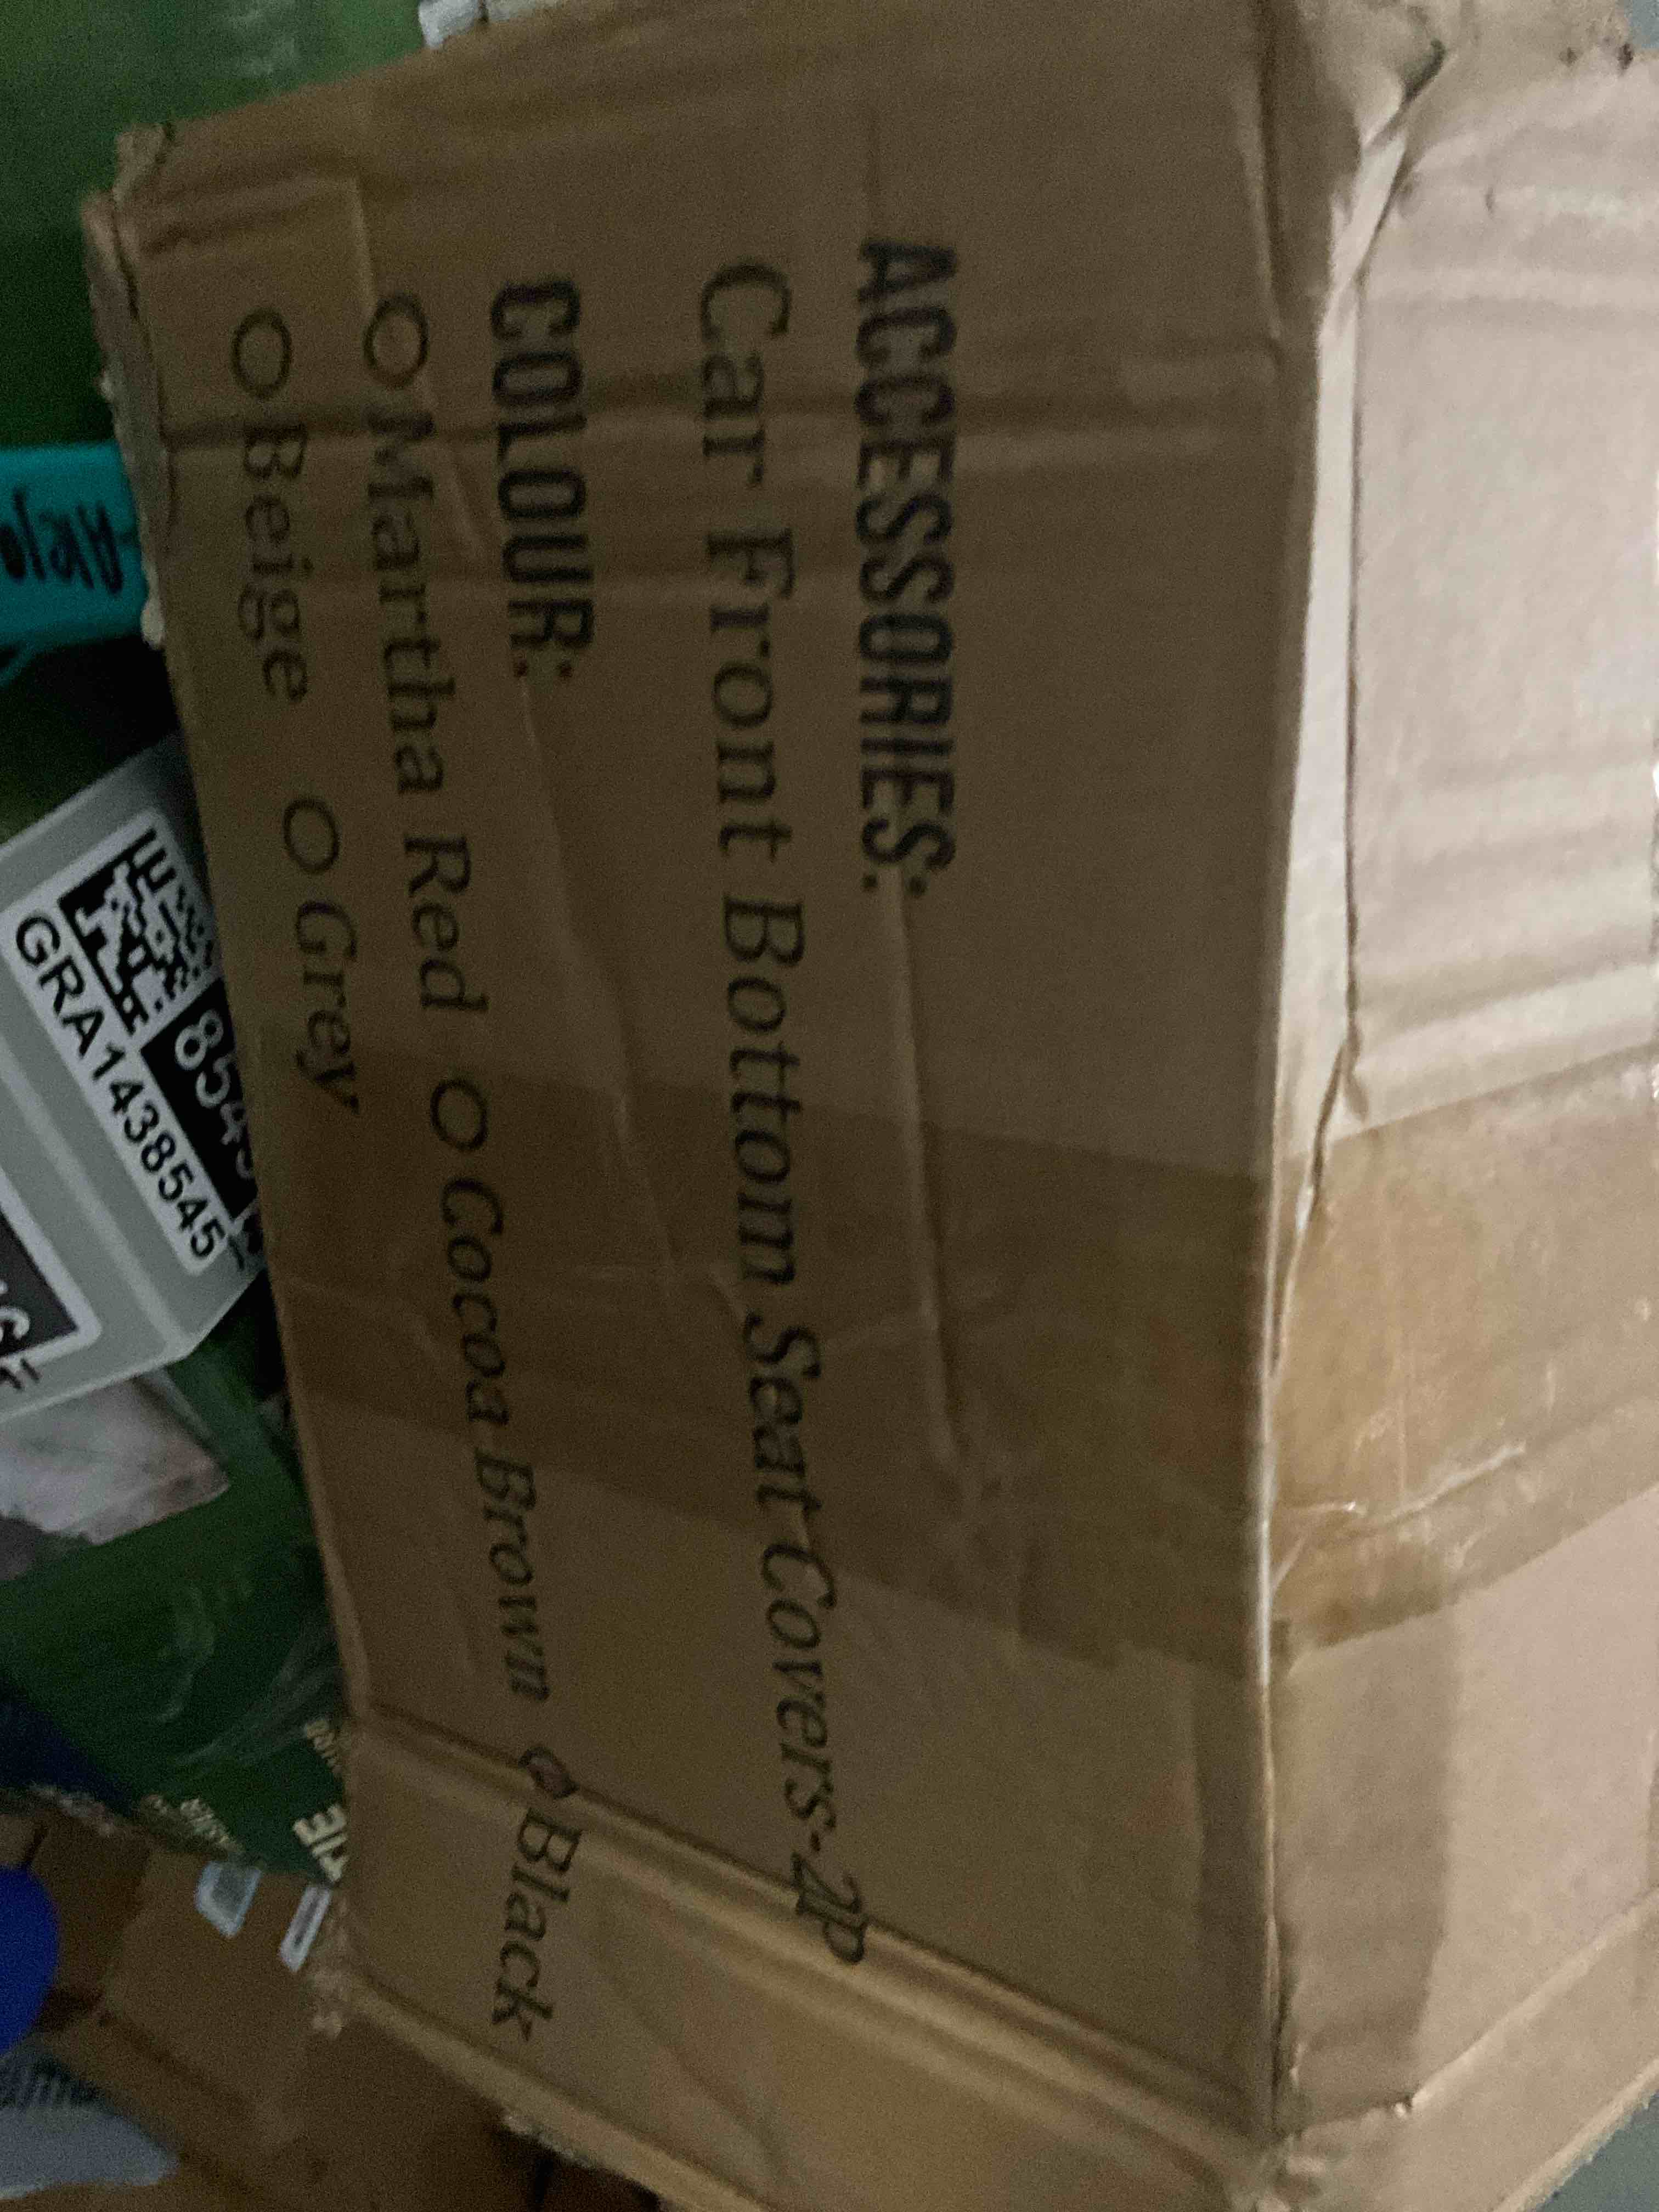 ACCESSORIES:
Car Front Bottom Seat Covers-2P
COLOUR:
Martha Red Cocoa Brown Black
Beige Grey
GRA1438545